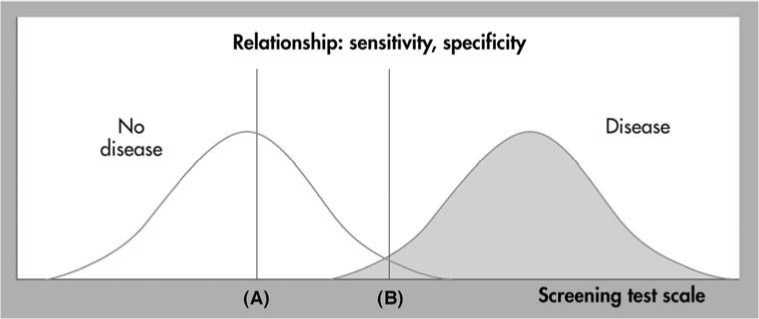 Relationship: sensitivity, specificity
No
disease
Disease
(A)
(B)
Screening test scale